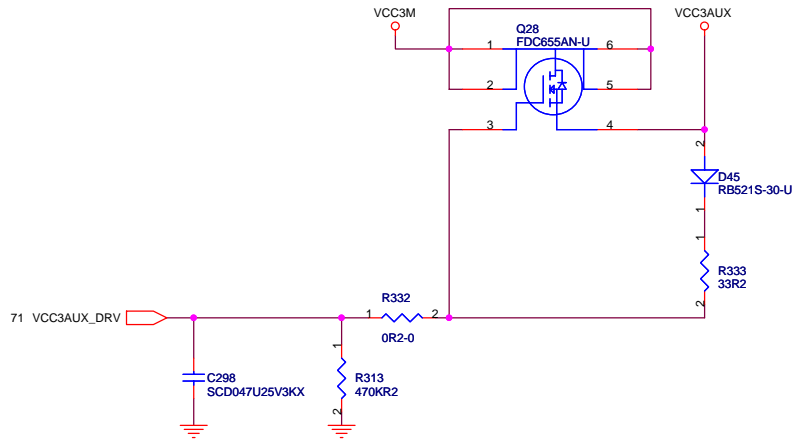 VCC3M
VCC3AUX
Q28
FDC655AN-U
1
6
2
5
3
4
2
D45
RB521S-30-U
1
1
R333
33R2
2
R332
71 VCC3AUX_DRV
1
2
0R2-0
1
C298
SCD047U25V3KX
R313
470KR2
2